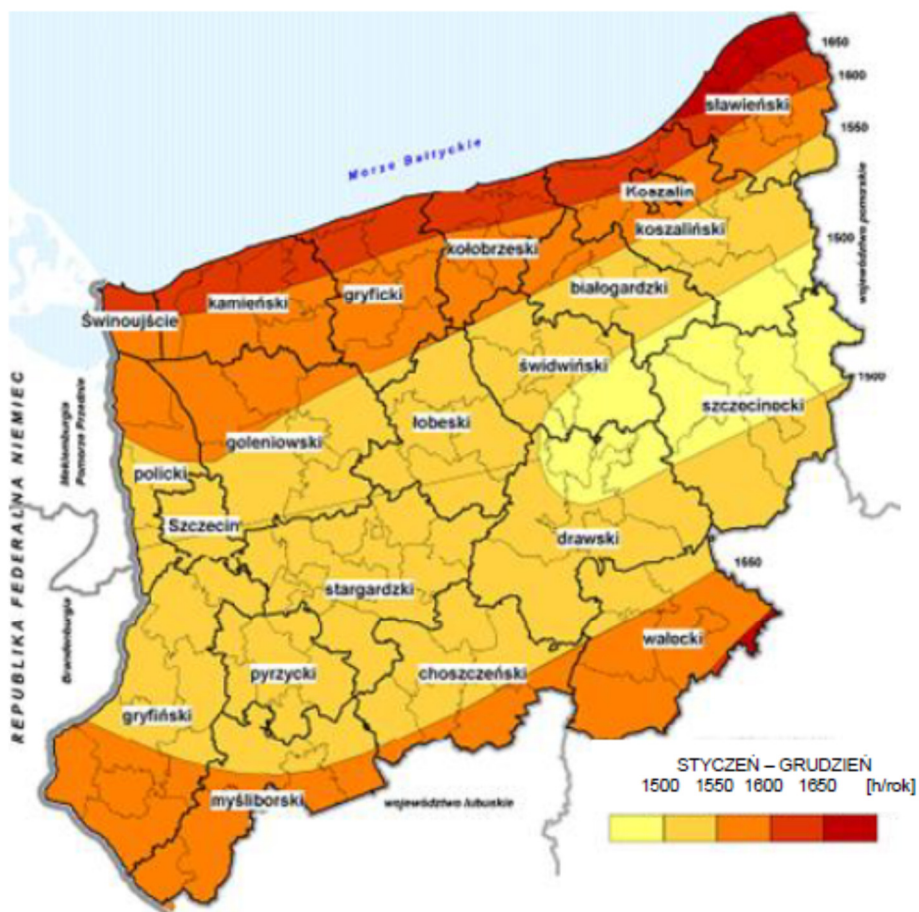 1650
1600
sławieński
1550
Morze Bałtyckie
Koszalin
województwo pomorskie
koszaliński
1500
kołobrzeski
białogardzki
kamieński
gryficki
Świnoujście
świdwiński
1500
szczecinecki
REPUBLIKA FEDERALNA NIEMIEC
Meklemburgia
Pomorze Przednie
łobeski
goleniowski
policki
Szczecin
drawski
1550
stargardzki
Brandenburgia
wałecki
pyrzycki
choszczeński
gryfiński
STYCZEŃ – GRUDZIEŃ
1500 1550 1600 1650 [h/rok]
myśliborski
województwo lubuskie